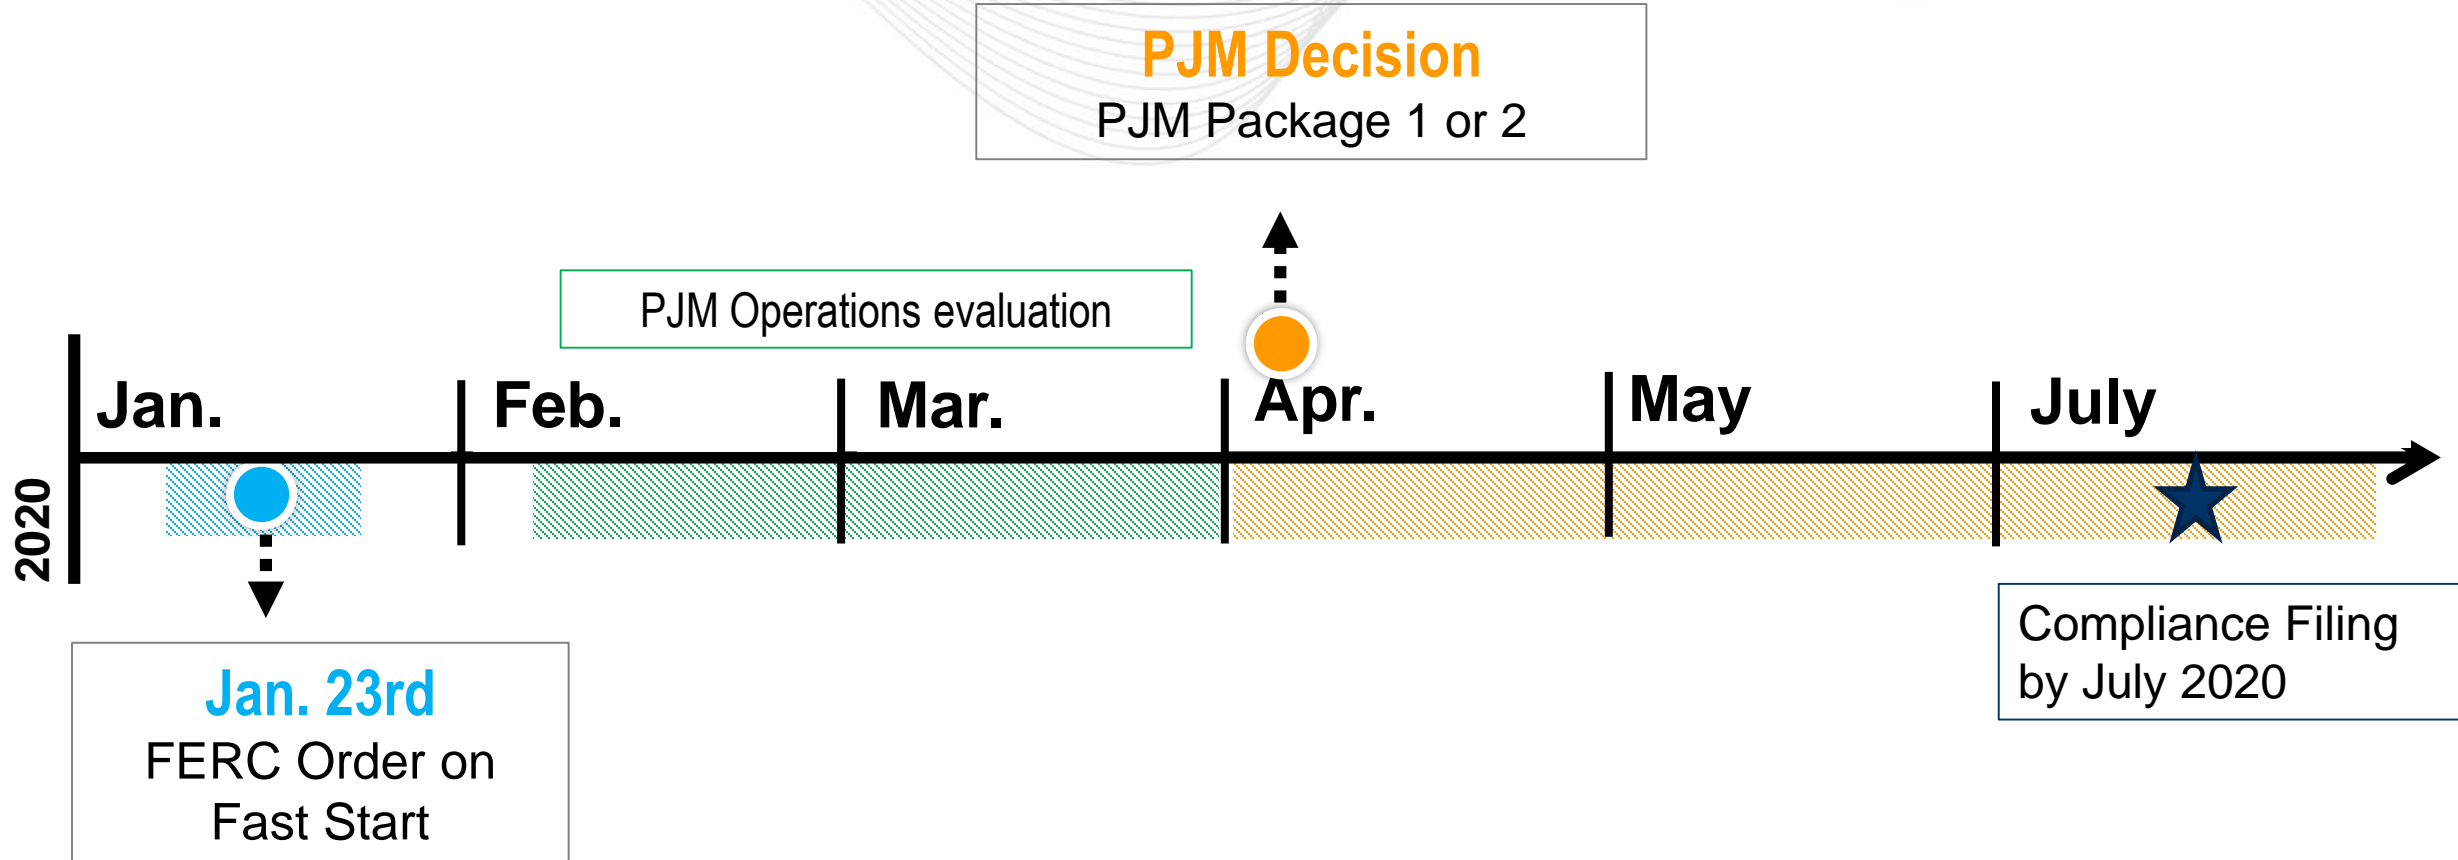 PJM Decision
PJM Package 1 or 2
PJM Operations evaluation
Jan.
Feb.
Mar.
Apr.
May
July
2020
Jan. 23rd
FERC Order on
Fast Start
Compliance Filing
by July 2020